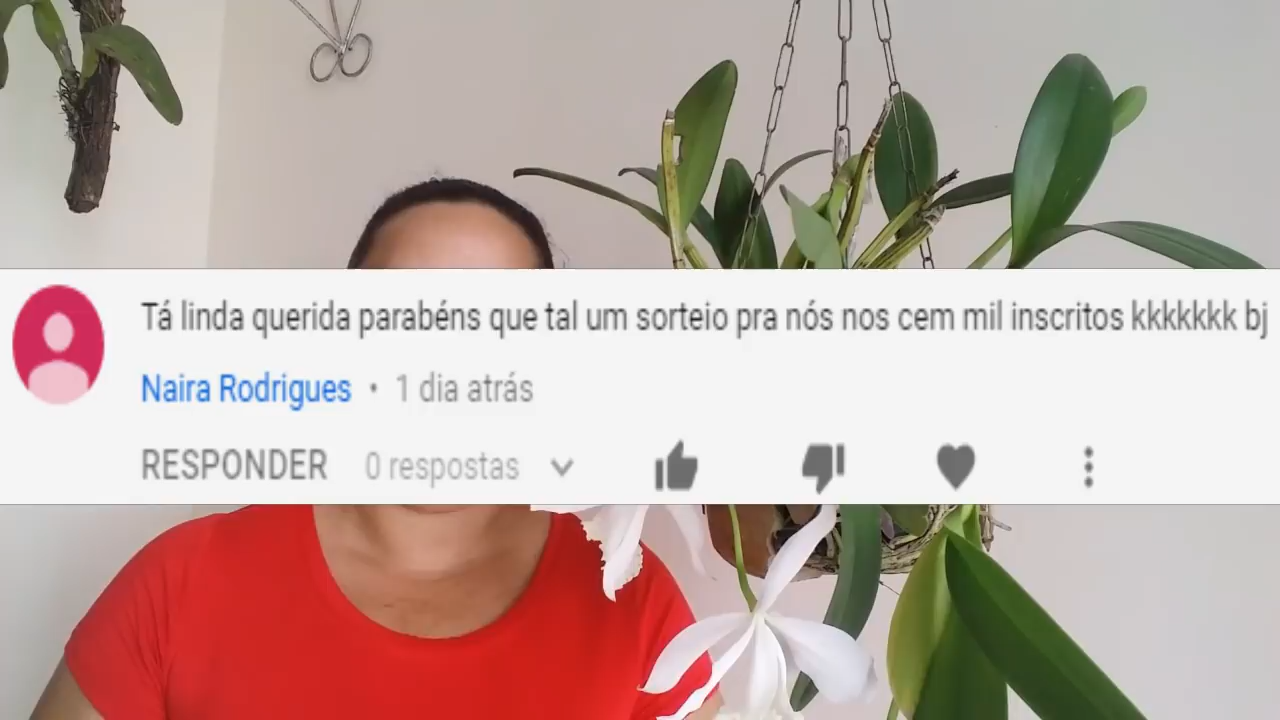 Tá linda querida parabéns que tal um sorteio pra nós nos cem mil inscritos kkkkkkk bj
Naira Rodrigues • 1 dia atrás
RESPONDER 0 respostas